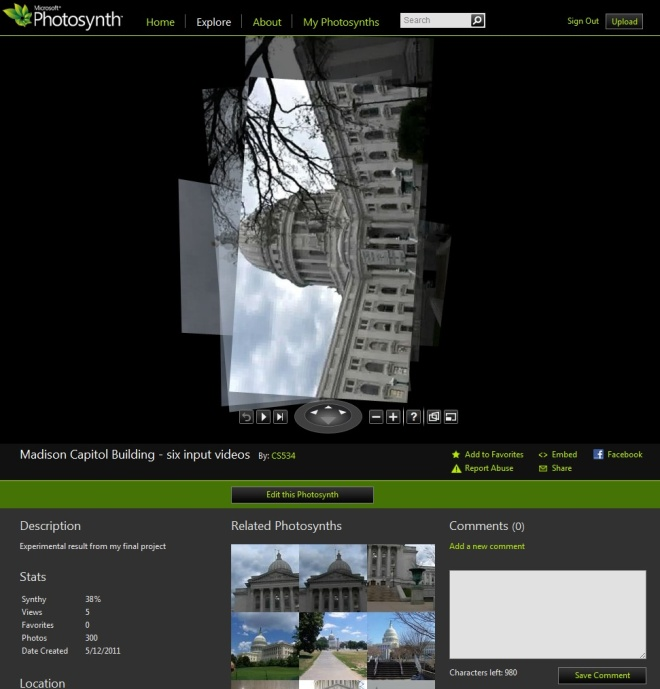 Microsoft®
Photosynth™
Home Explore About My Photosynths Search Sign Out Upload
Madison Capitol Building - six input videos By: CS534
Add to Favorites Embed Facebook
Report Abuse Share
Edit this Photosynth
Description
Experimental result from my final project
Stats
Synthy 38%
Views 5
Favorites 0
Photos 300
Date Created 5/12/2011
Location
Related Photosynths
Comments (0)
Add a new comment
Characters left: 980
Save Comment